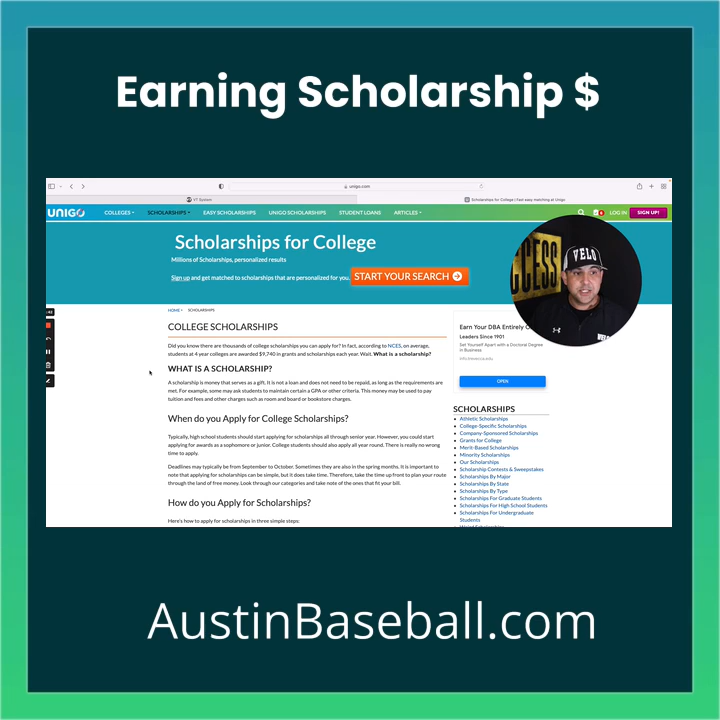 Earning Scholarship $
unigo.com
VT System
Scholarships for College | Fast easy matching at Unigo
UNIGO COLLEGES SCHOLARSHIPS EASY SCHOLARSHIPS UNIGO SCHOLARSHIPS STUDENT LOANS ARTICLES LOG IN SIGN UP!
Scholarships for College
Millions of Scholarships, personalized results
Sign up and get matched to scholarships that are personalized for you. START YOUR SEARCH
CCESS
VELO
HOME SCHOLARSHIPS
COLLEGE SCHOLARSHIPS
Did you know there are thousands of college scholarships you can apply for? In fact, according to NCES, on average,
students at 4 year colleges are awarded $9,740 in grants and scholarships each year. Wait, What is a scholarship?
WHAT IS A SCHOLARSHIP?
A scholarship is money that serves as a gift. It is not a loan and does not need to be repaid, as long as the requirements are
met. For example, some may ask students to maintain certain a GPA or other criteria. This money may be used to pay
tuition and fees and other charges such as room and board or bookstore charges.
When do you Apply for College Scholarships?
Typically, high school students should start applying for scholarships all through senior year. However, you could start
applying for awards as a sophomore or junior. College students should also apply all year round. There is really no wrong
time to apply.
Deadlines may typically be from September to October. Sometimes they are also in the spring months. It is important to
note that applying for scholarships can be simple, but it does take time. Therefore, take the time up front to plan your route
through the land of free money. Look through our categories and take note of the ones that fit your bill.
How do you Apply for Scholarships?
Here's how to apply for scholarships in three simple steps:
Earn Your DBA Entirely O
Leaders Since 1901
Set Yourself Apart with a Doctoral Degree
in Business
OPEN
SCHOLARSHIPS
Athletic Scholarships
College-Specific Scholarships
Company-Sponsored Scholarships
Grants for College
Merit-Based Scholarships
Minority Scholarships
Our Scholarships
Scholarship Contests & Sweepstakes
Scholarships By Major
Scholarships By State
Scholarships By Type
Scholarships For Graduate Students
Scholarships For High School Students
Scholarships For Undergraduate
Students
AustinBaseball.com